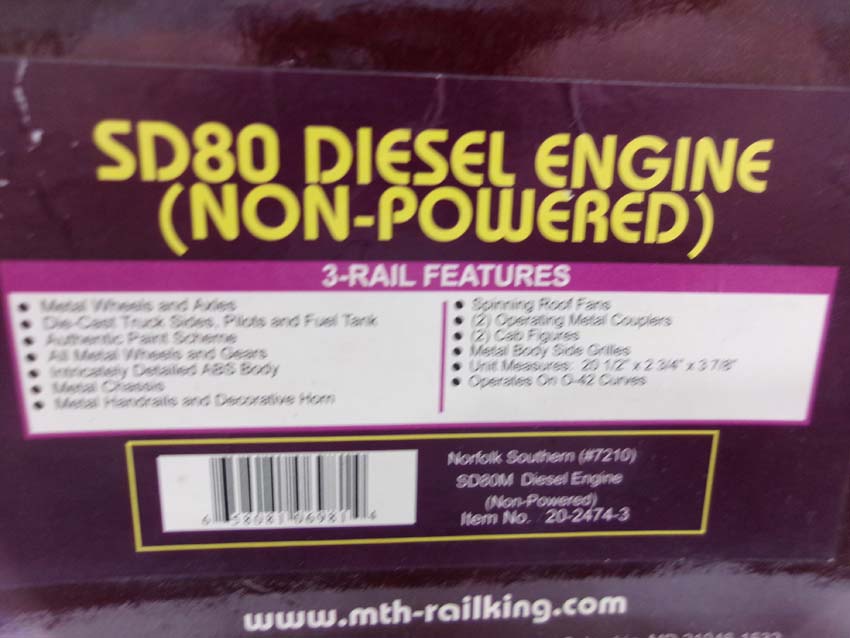 SD80 DIESEL ENGINE
(NON-POWERED)
3-RAIL FEATURES
• Metal Wheels and Axles
• Die-Cast Truck Sides, Pilots and Fuel Tank
• Authentic Paint Scheme
• All Metal Wheels and Gears
• Intricately Detailed ABS Body
• Metal Chassis
• Metal Handrails and Decorative Horn
• Spinning Roof Fans
• (2) Operating Metal Couplers
• (2) Cab Figures
• Metal Body Side Grilles
• Unit Measures: 20 1/2" x 2 3/4" x 3 7/8"
• Operates On O-42 Curves
6 58081 06981 4
Norfolk Southern (#7210)
SD80M Diesel Engine
(Non-Powered)
Item No. 20-2474-3
www.mth-railking.com